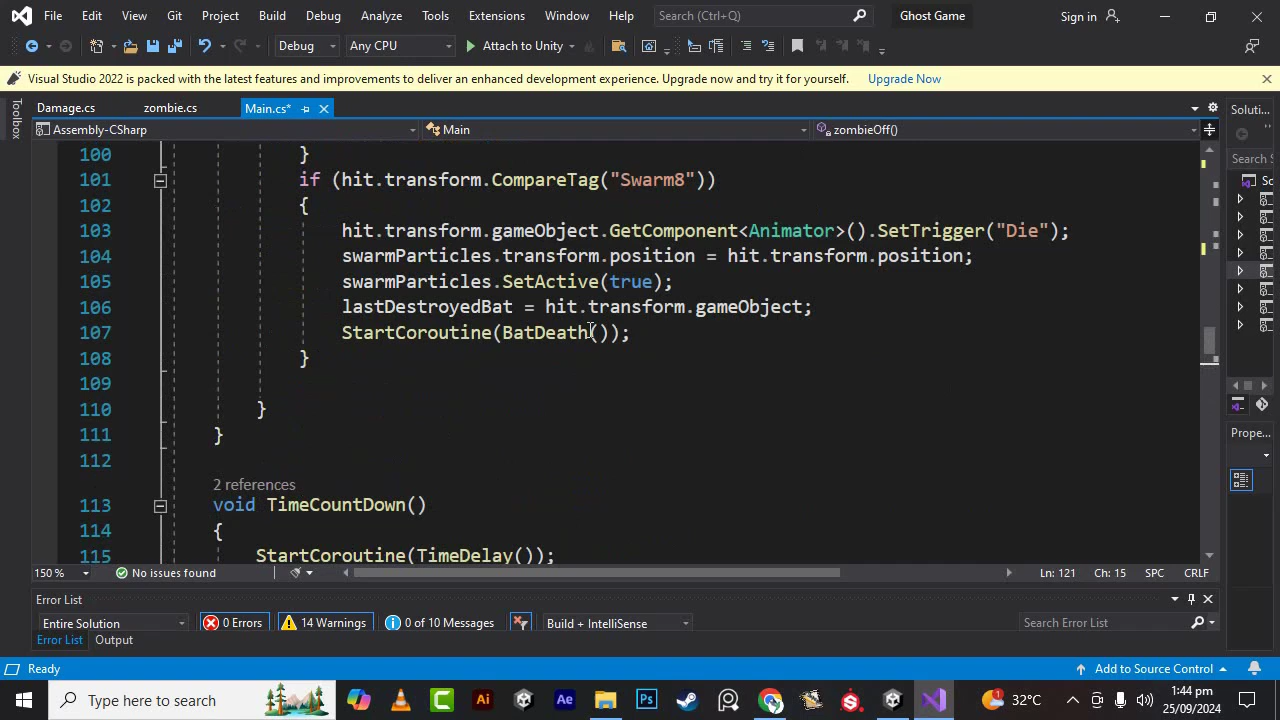 File Edit View Git Project Build Debug Analyze Tools Extensions Window Help Search (Ctrl+Q) Ghost Game Sign in
Debug Any CPU Attach to Unity
Visual Studio 2022 is packed with the latest features and improvements to deliver an enhanced development experience. Upgrade now and try it for yourself. Upgrade Now
Toolbox
Damage.cs zombie.cs Main.cs*
Assembly-CSharp Main zombieOff()
Soluti...
Search S
100 }
101 if (hit.transform.CompareTag("Swarm8"))
102 {
103 hit.transform.gameObject.GetComponent<Animator>().SetTrigger("Die");
104 swarmParticles.transform.position = hit.transform.position;
105 swarmParticles.SetActive(true);
106 lastDestroyedBat = hit.transform.gameObject;
107 StartCoroutine(BatDeath());
108 }
109
110 }
111 }
112
2 references
113 void TimeCountDown()
114 {
115 StartCoroutine(TimeDelay());
Prope...
150 % No issues found Ln: 121 Ch: 15 SPC CRLF
Error List
Entire Solution 0 Errors 14 Warnings 0 of 10 Messages Build + IntelliSense Search Error List
Error List Output
Ready Add to Source Control
Type here to search 32°C 1:44 pm
25/09/2024